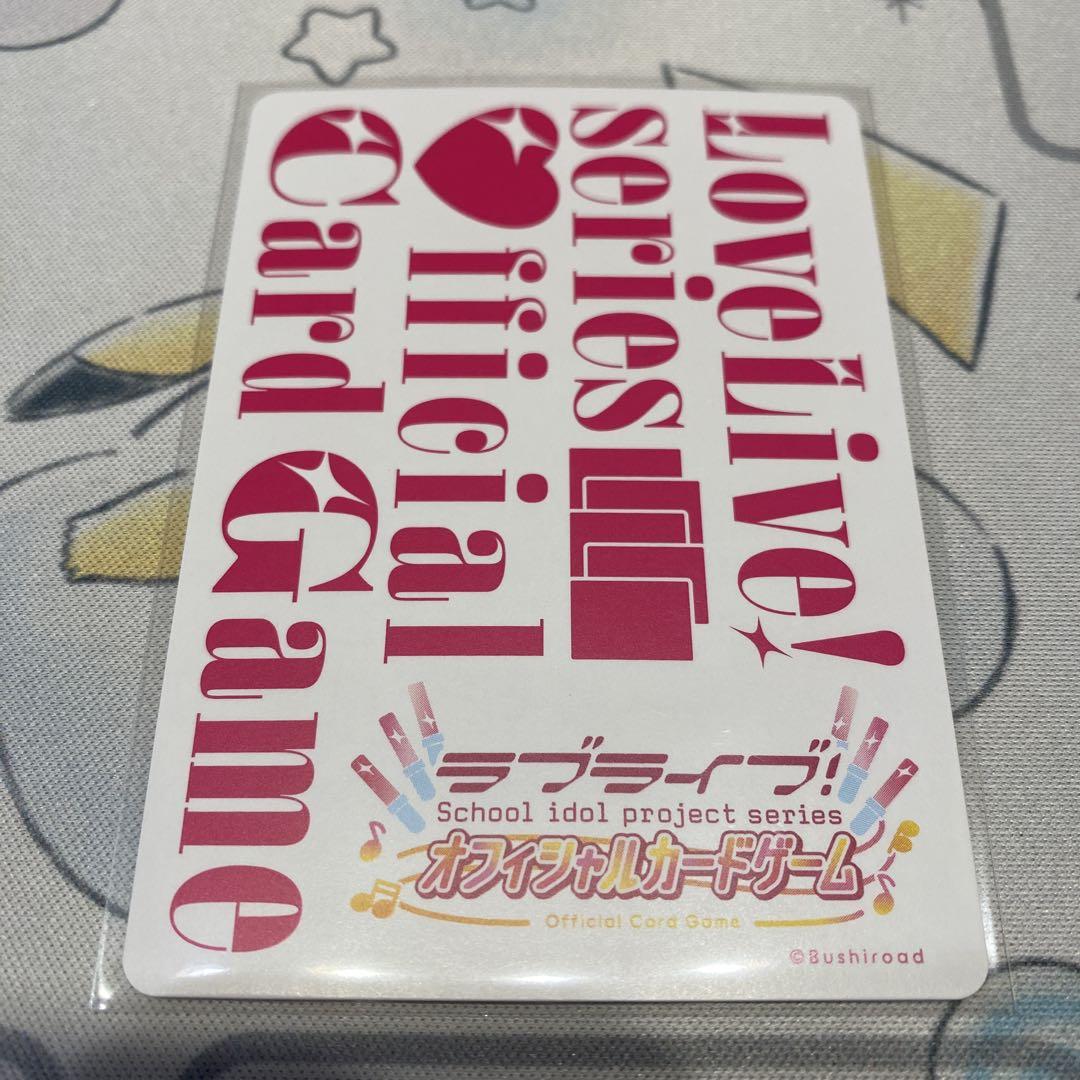 LoveLive!
series
Official
Card Game
ラブライブ!
School idol project series
オフィシャルカードゲーム
Official Card Game
©Bushiroad